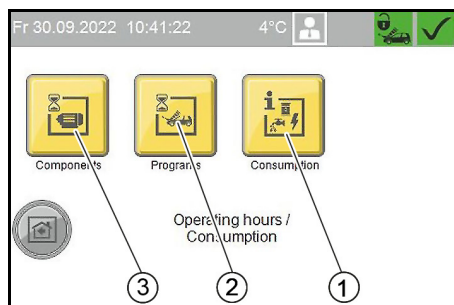 Fr 30.09.2022 10:41:22 4°C
Components Programs Consumption
Operating hours /
Consumption
3 2 1